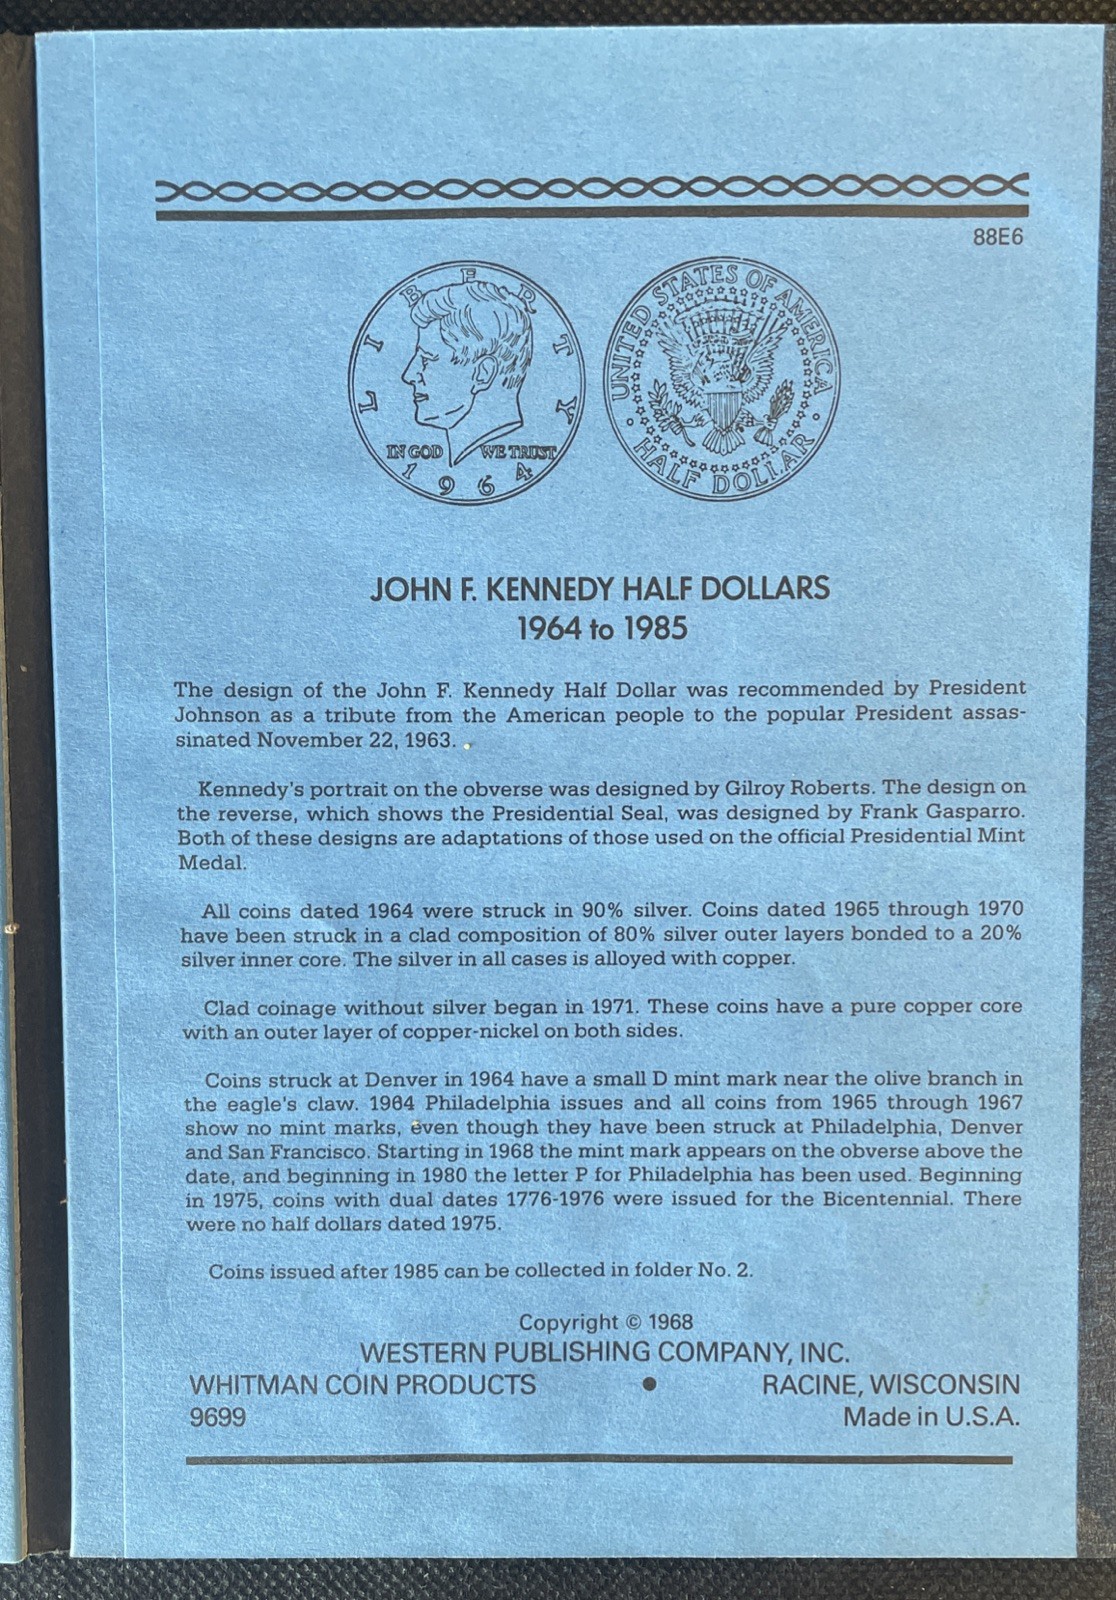 88E6
LIBERTY
IN GOD WE TRUST
1964
UNITED STATES OF AMERICA
HALF DOLLAR
JOHN F. KENNEDY HALF DOLLARS
1964 to 1985
The design of the John F. Kennedy Half Dollar was recommended by President
Johnson as a tribute from the American people to the popular President assas-
sinated November 22, 1963.
Kennedy's portrait on the obverse was designed by Gilroy Roberts. The design on
the reverse, which shows the Presidential Seal, was designed by Frank Gasparro.
Both of these designs are adaptations of those used on the official Presidential Mint
Medal.
All coins dated 1964 were struck in 90% silver. Coins dated 1965 through 1970
have been struck in a clad composition of 80% silver outer layers bonded to a 20%
silver inner core. The silver in all cases is alloyed with copper.
Clad coinage without silver began in 1971. These coins have a pure copper core
with an outer layer of copper-nickel on both sides.
Coins struck at Denver in 1964 have a small D mint mark near the olive branch in
the eagle's claw. 1964 Philadelphia issues and all coins from 1965 through 1967
show no mint marks, even though they have been struck at Philadelphia, Denver
and San Francisco. Starting in 1968 the mint mark appears on the obverse above the
date, and beginning in 1980 the letter P for Philadelphia has been used. Beginning
in 1975, coins with dual dates 1776-1976 were issued for the Bicentennial. There
were no half dollars dated 1975.
Coins issued after 1985 can be collected in folder No. 2.
Copyright © 1968
WESTERN PUBLISHING COMPANY, INC.
WHITMAN COIN PRODUCTS • RACINE, WISCONSIN
9699 Made in U.S.A.